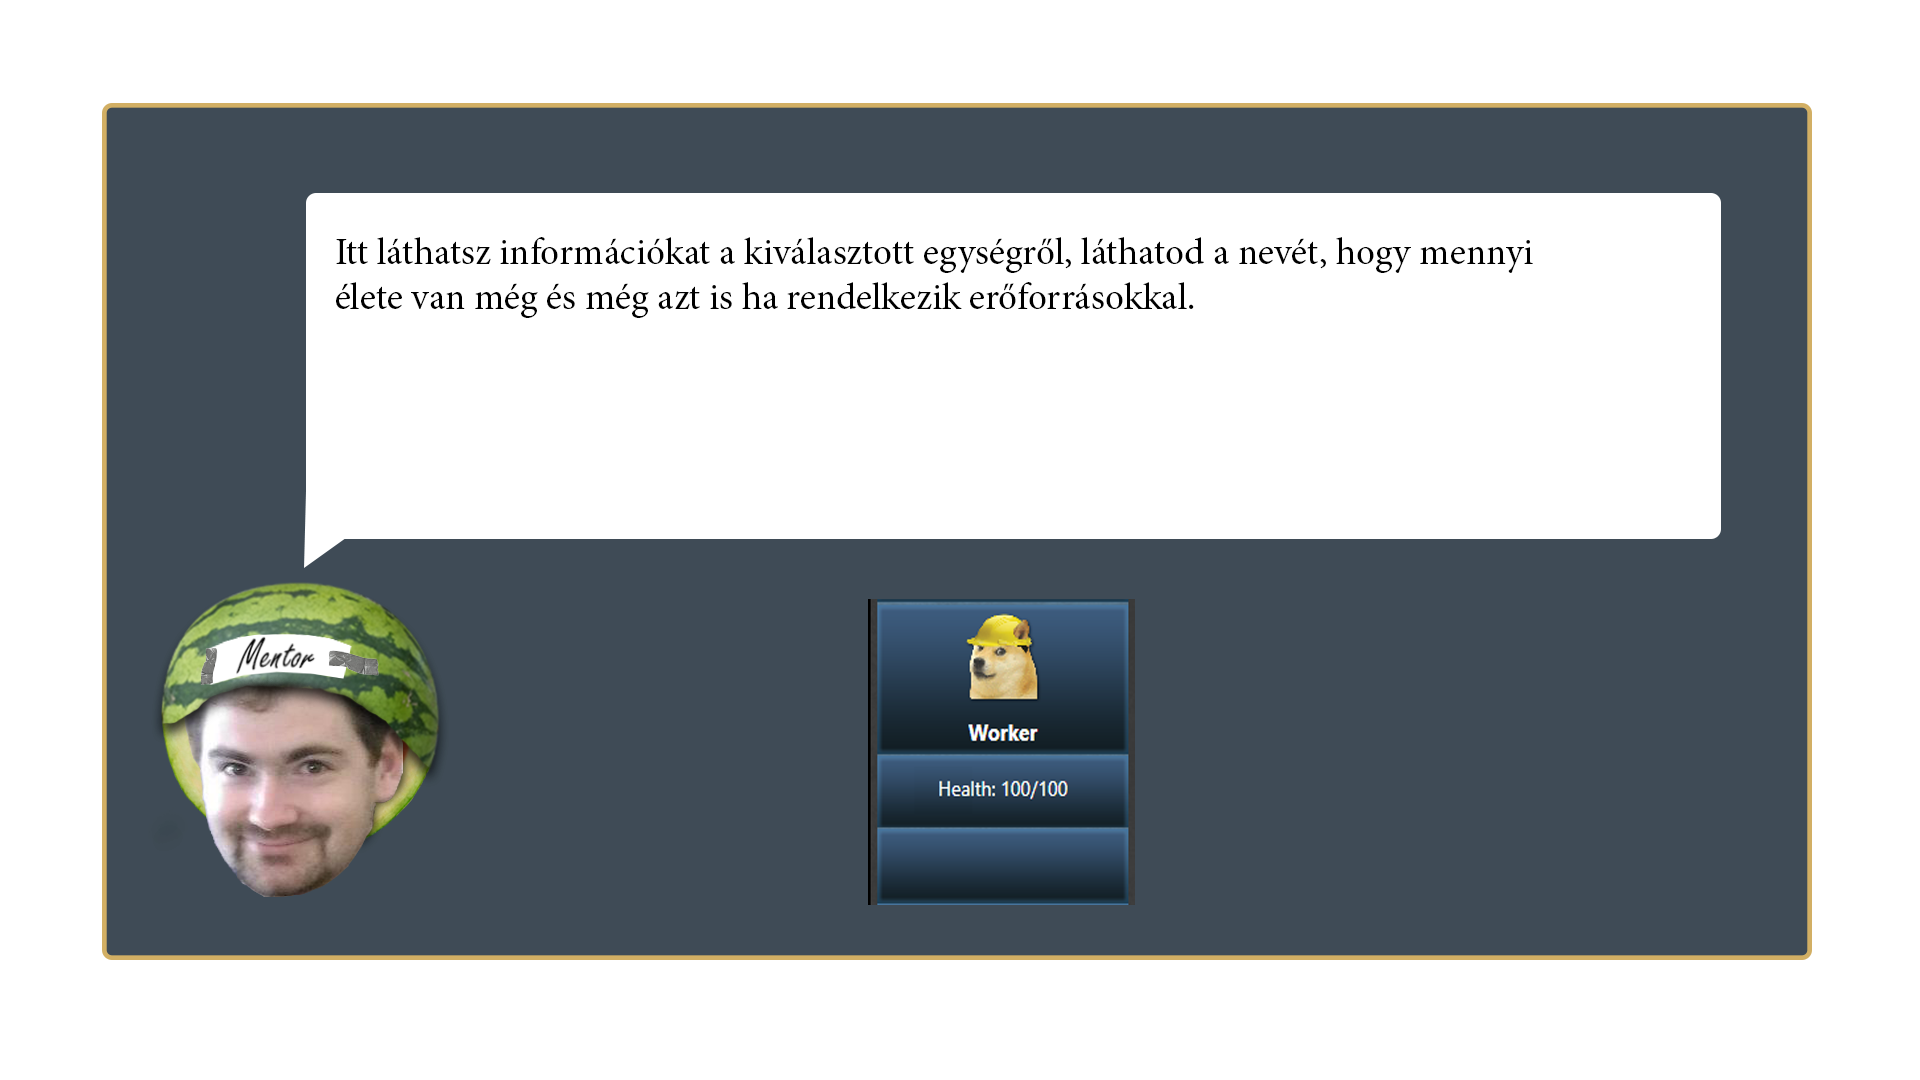 Itt láthatsz információkat a kiválasztott egységről, láthatod a nevét, hogy mennyi
élete van még és még azt is ha rendelkezik erőforrásokkal.
Mentor
Worker
Health: 100/100